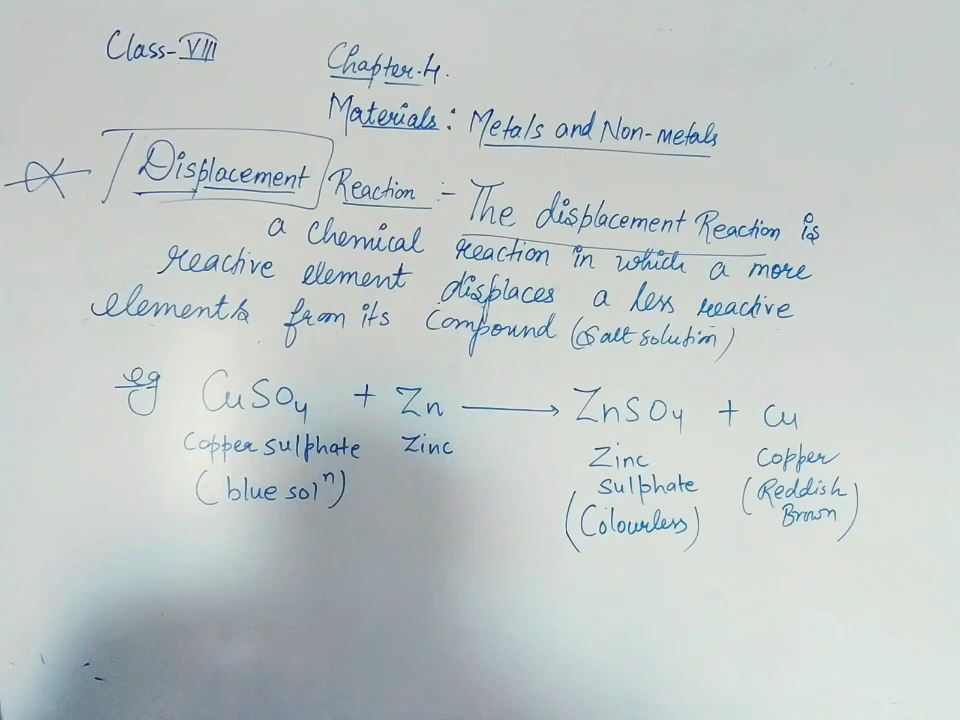 Class-VIII
Chapter-4.
Materials: Metals and Non-metals
Displacement Reaction :- The displacement Reaction is
a chemical reaction in which a more
reactive element displaces a less reactive
elements from its Compound (Salt solution)
eg CuSO4 + Zn ⟶ ZnSO4 + Cu
Copper sulphate Zinc Zinc sulphate Copper
(blue solⁿ) (Colourless) (Reddish Brown)